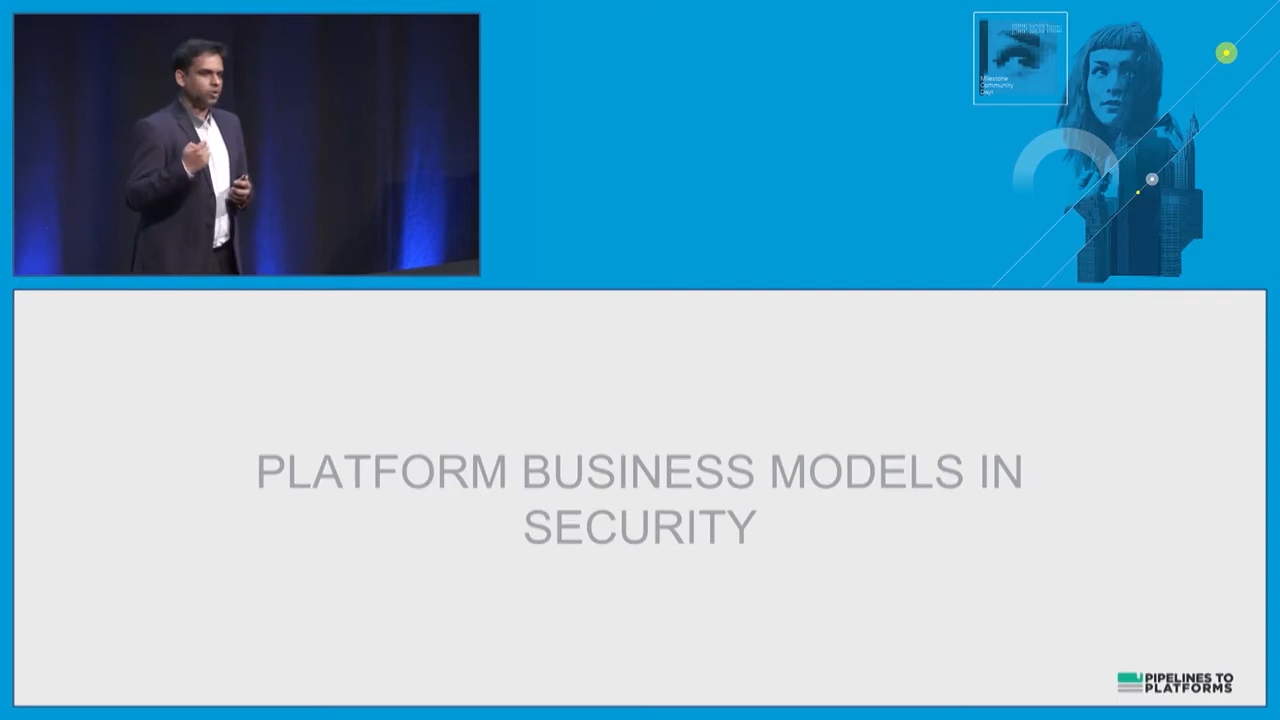 Milestone
Community
Days
PLATFORM BUSINESS MODELS IN
SECURITY
PIPELINES TO
PLATFORMS